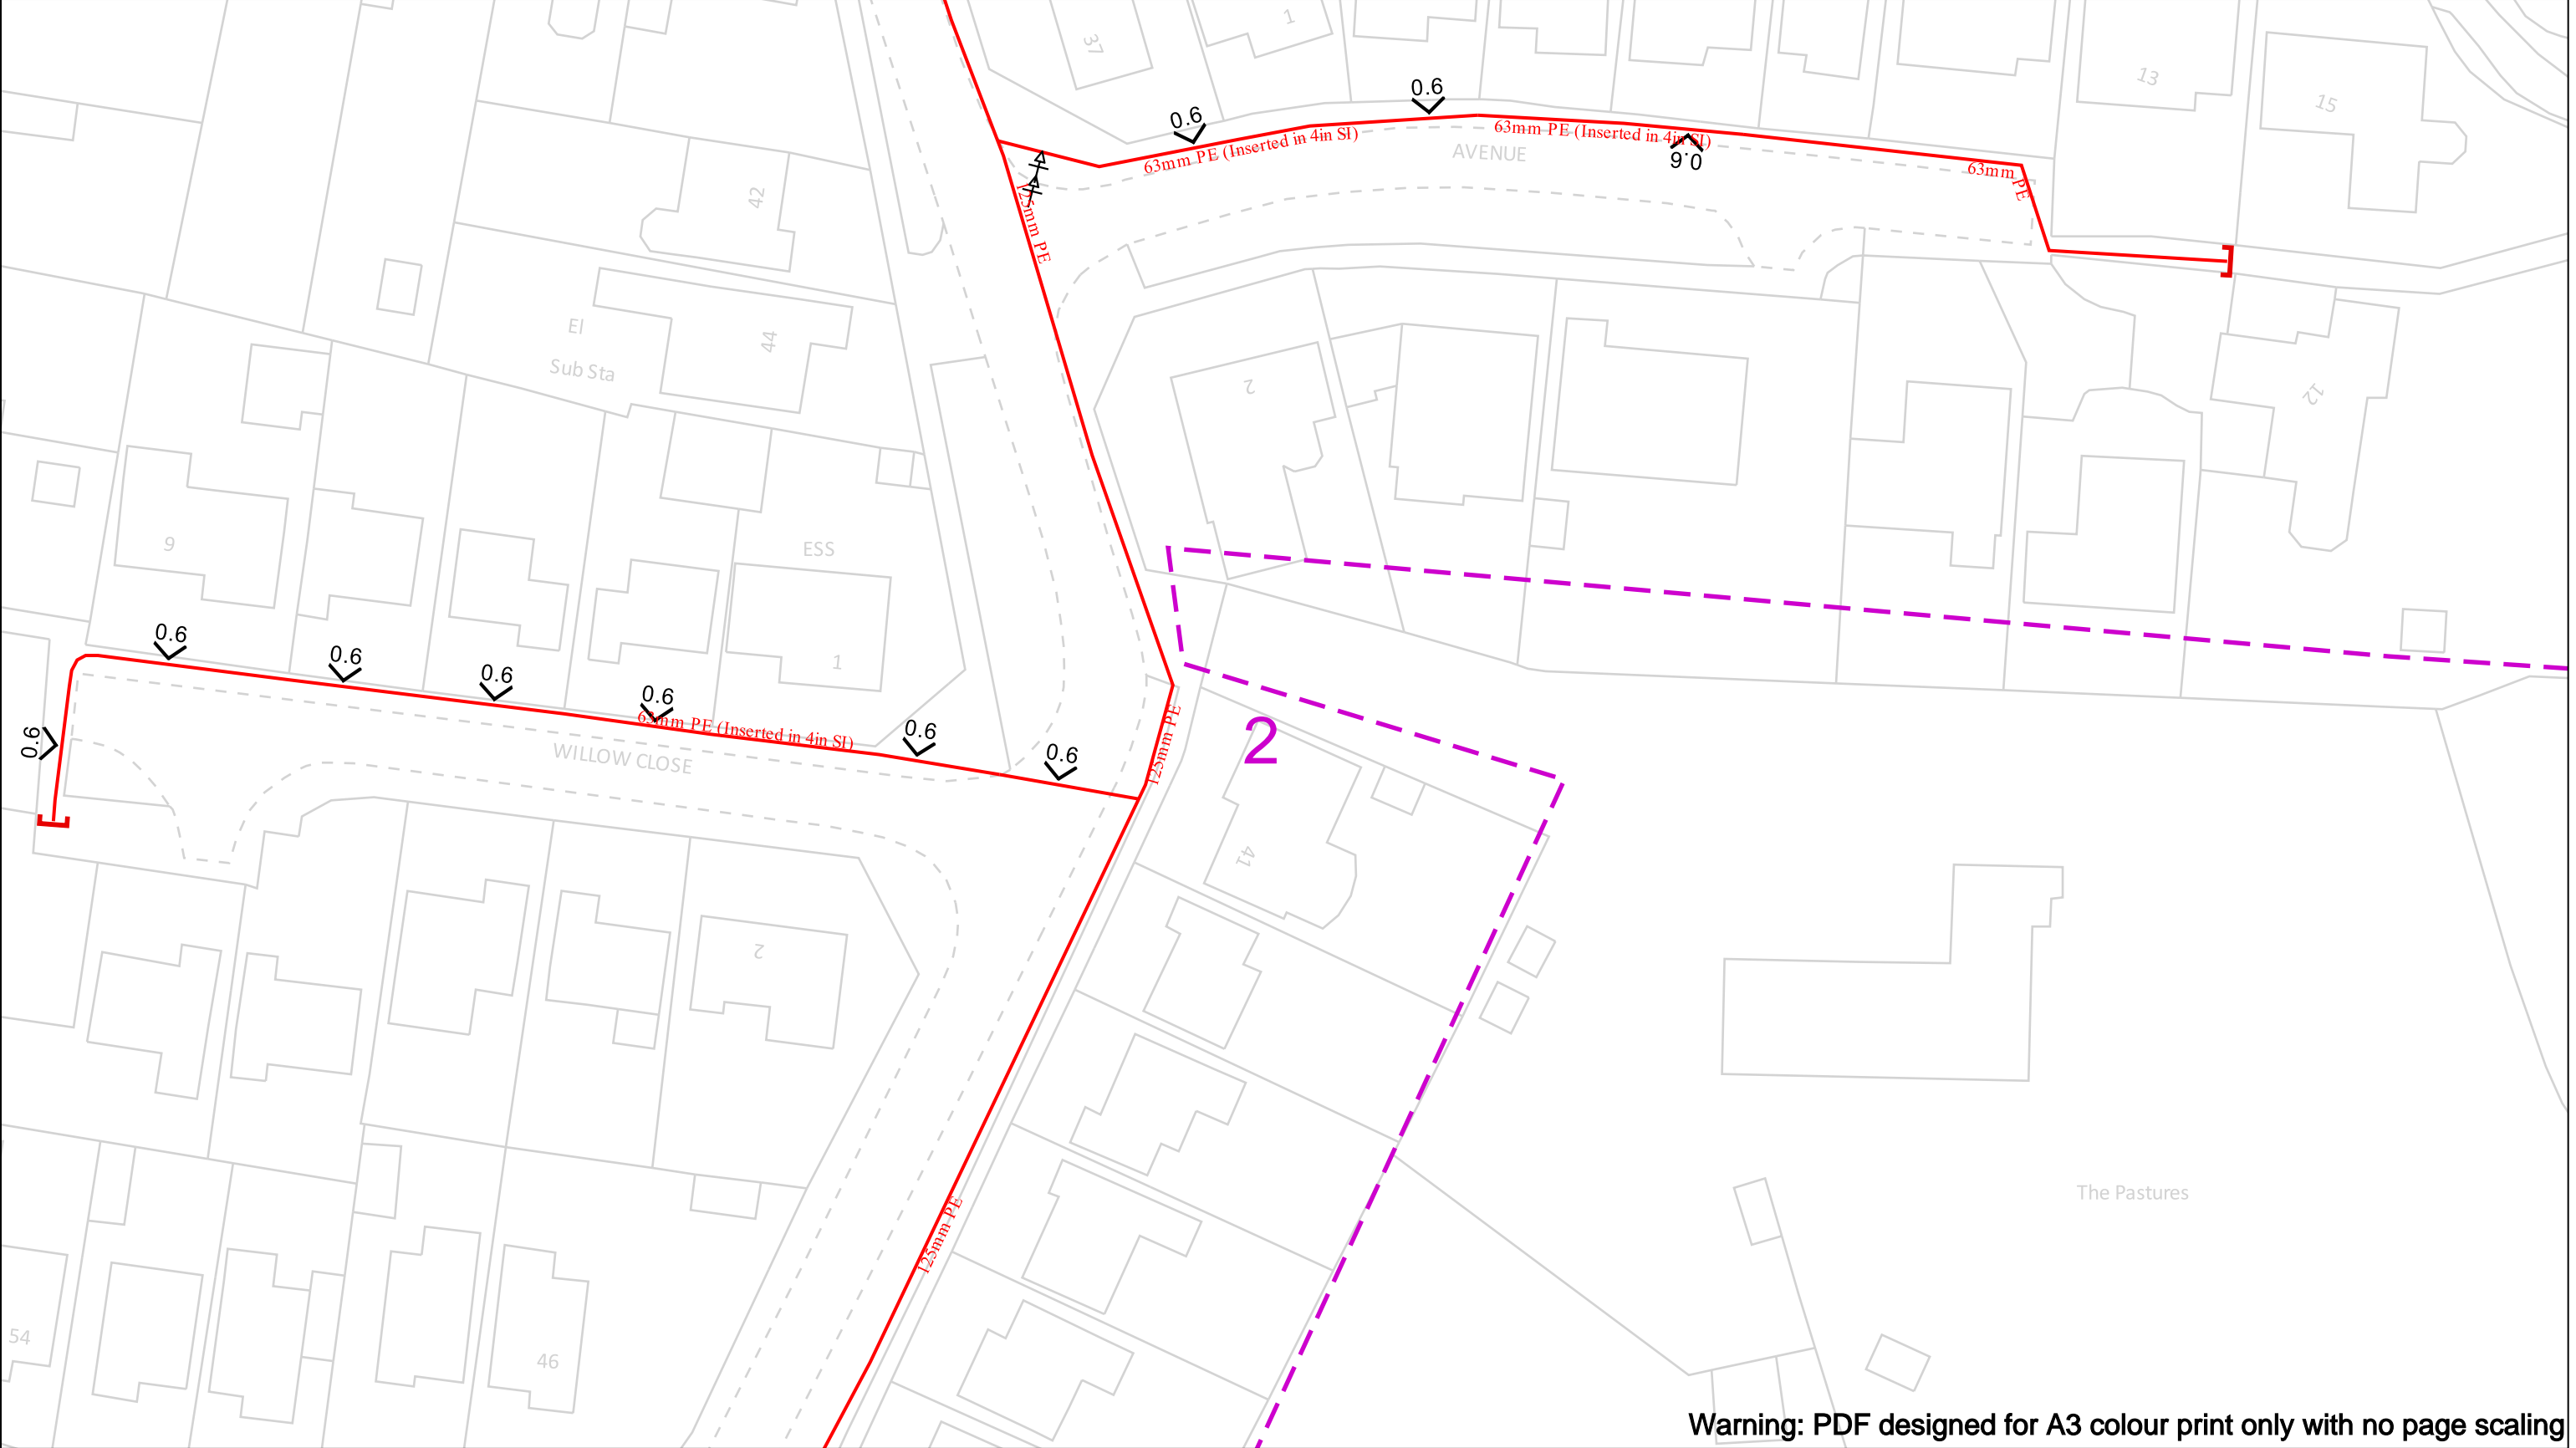 37
1
13
15
0.6
0.6
63mm PE (Inserted in 4in SI)
63mm PE (Inserted in 4in SI)
0.6
AVENUE
63mm PE
42
125mm PE
El
Sub Sta
44
2
12
9
ESS
1
0.6
0.6
0.6
0.6
0.6
0.6
0.6
63mm PE (Inserted in 4in SI)
WILLOW CLOSE
125mm PE
2
41
2
The Pastures
125mm PE
54
46
Warning: PDF designed for A3 colour print only with no page scaling